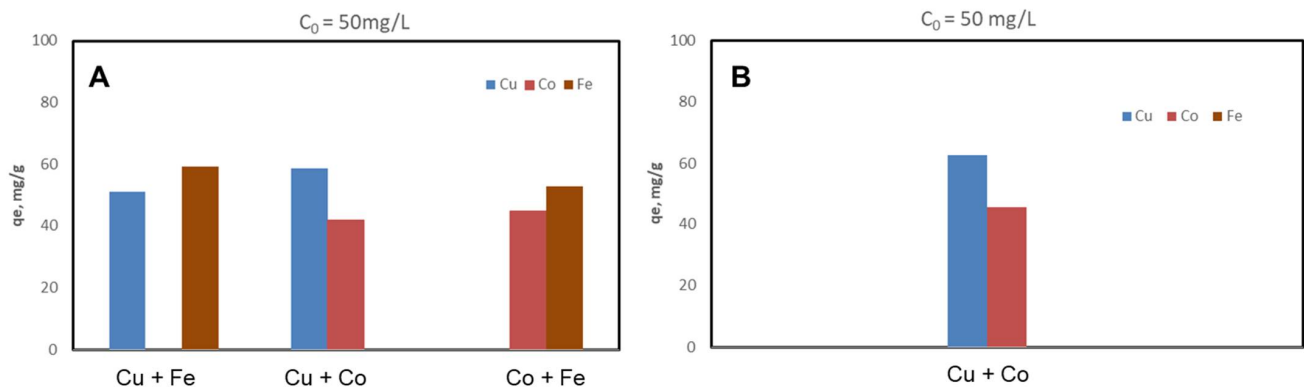 C₀ = 50mg/L
A
Cu Co Fe
100
80
60
40
20
0
qe, mg/g
Cu + Fe Cu + Co Co + Fe
C₀ = 50 mg/L
B
Cu Co Fe
100
80
60
40
20
0
qe, mg/g
Cu + Co